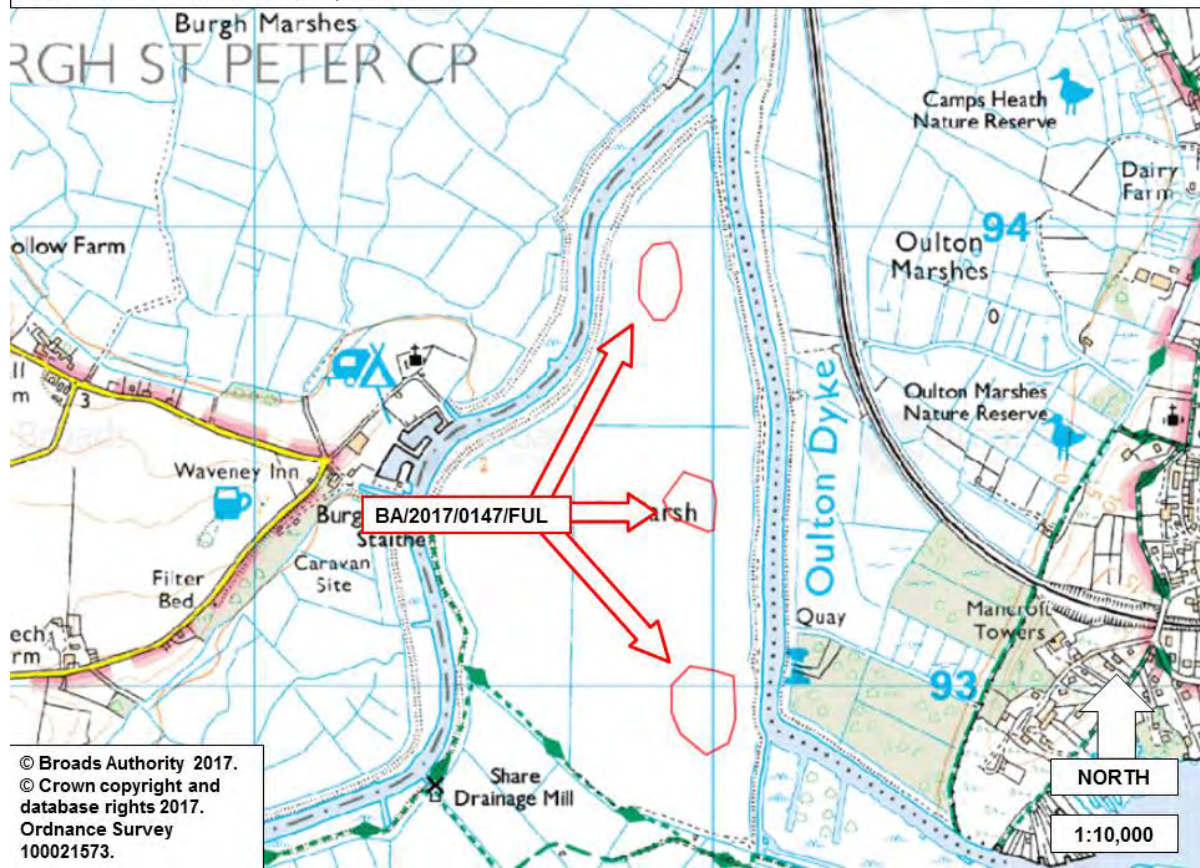 Burgh Marshes
RGH ST PETER CP
Camps Heath
Nature Reserve
Dairy
Farm
ollow Farm
94
Oulton
Marshes
0
3
m
Oulton Marshes
Nature Reserve
Waveney Inn
BA/2017/0147/FUL
Burg
Staithe
arsh
Oulton Dyke
Caravan
Site
Filter
Bed
Quay
Mancroft
Towers
ech
rm
93
Share
Drainage Mill
NORTH
1:10,000
© Broads Authority 2017.
© Crown copyright and
database rights 2017.
Ordnance Survey
100021573.